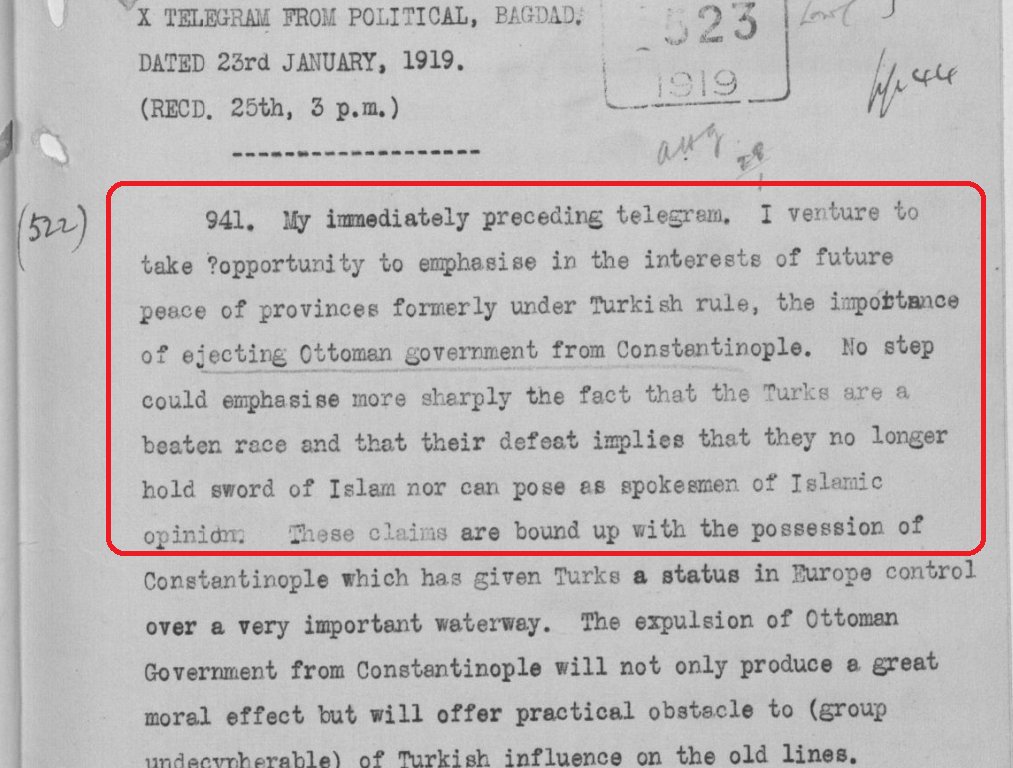 X TELEGRAM FROM POLITICAL, BAGDAD.
DATED 23rd JANUARY, 1919.
(RECD. 25th, 3 p.m.)
523
1919
44
aug
28
1
(522)
941. My immediately preceding telegram. I venture to
take ?opportunity to emphasise in the interests of future
peace of provinces formerly under Turkish rule, the importance
of ejecting Ottoman government from Constantinople. No step
could emphasise more sharply the fact that the Turks are a
beaten race and that their defeat implies that they no longer
hold sword of Islam nor can pose as spokesmen of Islamic
opinion. These claims are bound up with the possession of
Constantinople which has given Turks a status in Europe control
over a very important waterway. The expulsion of Ottoman
Government from Constantinople will not only produce a great
moral effect but will offer practical obstacle to (group
undecypherable) of Turkish influence on the old lines.